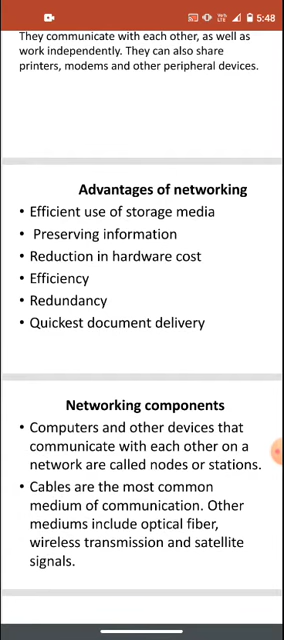 5:48
They communicate with each other, as well as
work independently. They can also share
printers, modems and other peripheral devices.
Advantages of networking
• Efficient use of storage media
• Preserving information
• Reduction in hardware cost
• Efficiency
• Redundancy
• Quickest document delivery
Networking components
• Computers and other devices that
communicate with each other on a
network are called nodes or stations.
• Cables are the most common
medium of communication. Other
mediums include optical fiber,
wireless transmission and satellite
signals.